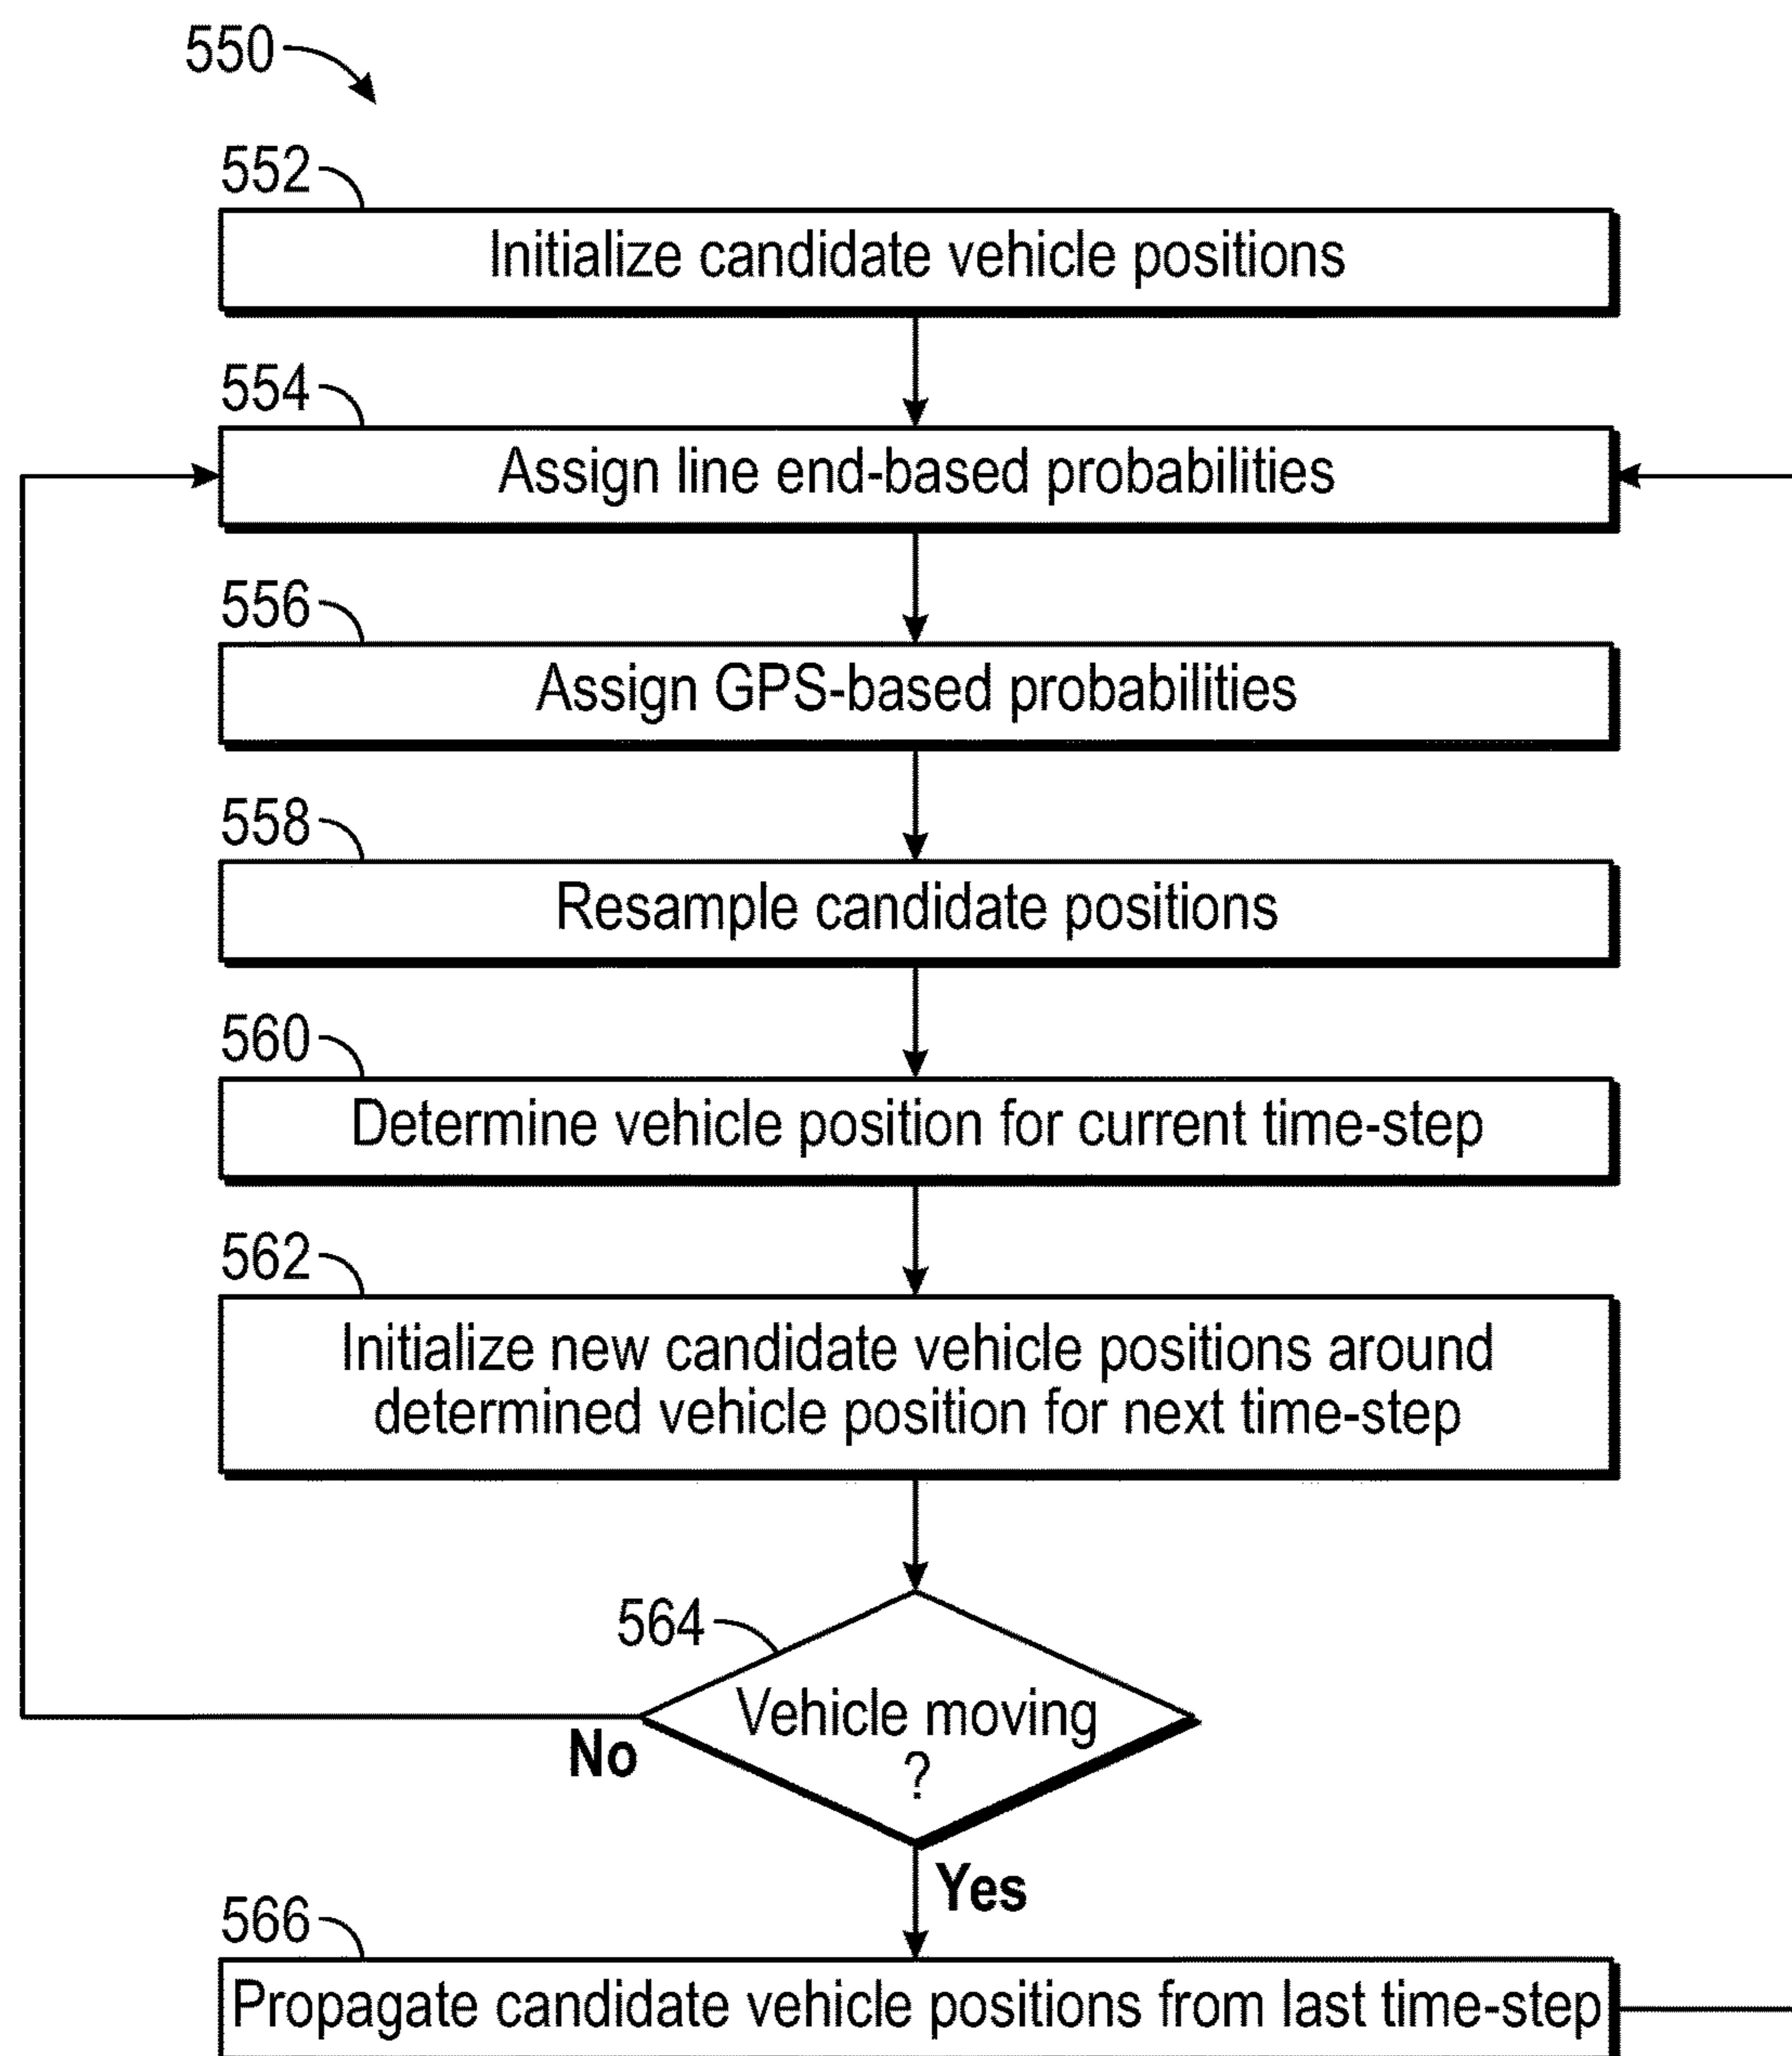 550
552
Initialize candidate vehicle positions
554
Assign line end-based probabilities
556
Assign GPS-based probabilities
558
Resample candidate positions
560
Determine vehicle position for current time-step
562
Initialize new candidate vehicle positions around
determined vehicle position for next time-step
564
Vehicle moving
?
No
Yes
566
Propagate candidate vehicle positions from last time-step